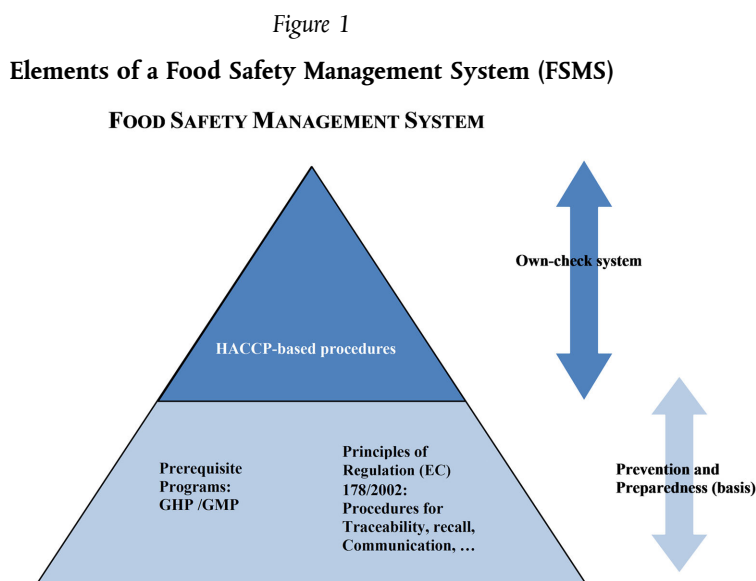 Figure 1
Elements of a Food Safety Management System (FSMS)
FOOD SAFETY MANAGEMENT SYSTEM
Own-check system
HACCP-based procedures
Prerequisite
Programs:
GHP /GMP
Principles of
Regulation (EC)
178/2002:
Procedures for
Traceability, recall,
Communication, …
Prevention and
Preparedness (basis)